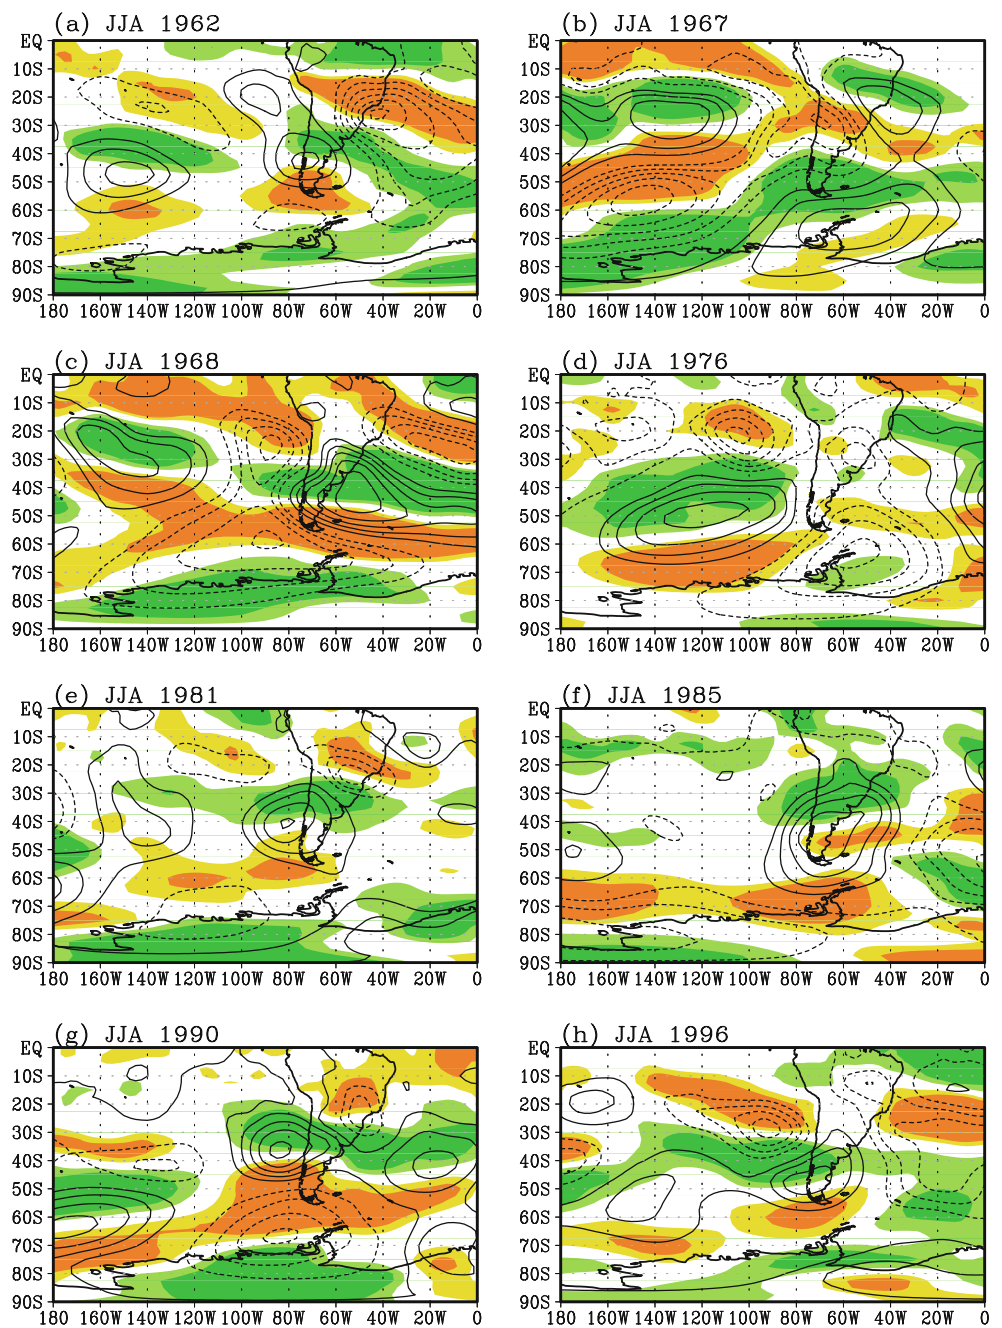 (a) JJA 1962
EQ
10S
20S
30S
40S
50S
60S
70S
80S
90S
180 160W 140W 120W 100W 80W 60W 40W 20W 0
(b) JJA 1967
EQ
10S
20S
30S
40S
50S
60S
70S
80S
90S
180 160W 140W 120W 100W 80W 60W 40W 20W 0
(c) JJA 1968
EQ
10S
20S
30S
40S
50S
60S
70S
80S
90S
180 160W 140W 120W 100W 80W 60W 40W 20W 0
(d) JJA 1976
EQ
10S
20S
30S
40S
50S
60S
70S
80S
90S
180 160W 140W 120W 100W 80W 60W 40W 20W 0
(e) JJA 1981
EQ
10S
20S
30S
40S
50S
60S
70S
80S
90S
180 160W 140W 120W 100W 80W 60W 40W 20W 0
(f) JJA 1985
EQ
10S
20S
30S
40S
50S
60S
70S
80S
90S
180 160W 140W 120W 100W 80W 60W 40W 20W 0
(g) JJA 1990
EQ
10S
20S
30S
40S
50S
60S
70S
80S
90S
180 160W 140W 120W 100W 80W 60W 40W 20W 0
(h) JJA 1996
EQ
10S
20S
30S
40S
50S
60S
70S
80S
90S
180 160W 140W 120W 100W 80W 60W 40W 20W 0